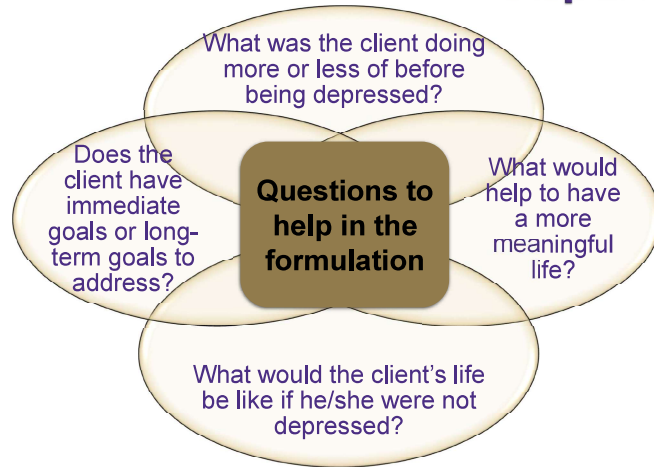 What was the client doing
more or less of before
being depressed?
Does the
client have
immediate
goals or long-
term goals to
address?
Questions to
help in the
formulation
What would
help to have
a more
meaningful
life?
What would the client's life
be like if he/she were not
depressed?